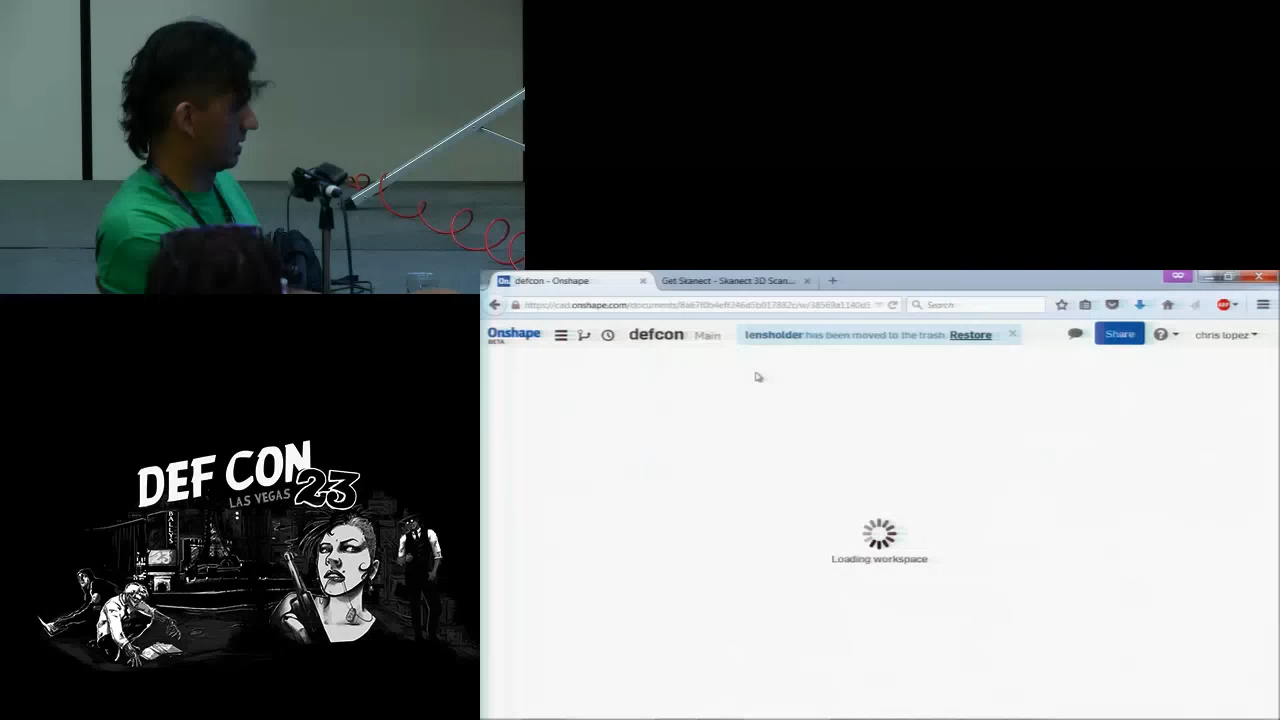 defcon - Onshape
Get Skanect - Skanect 3D Scan...
Search
Onshape
BETA
defcon Main
lensholder has been moved to the trash. Restore
Share
chris lopez
Loading workspace
DEF CON
LAS VEGAS 23
BALLYS